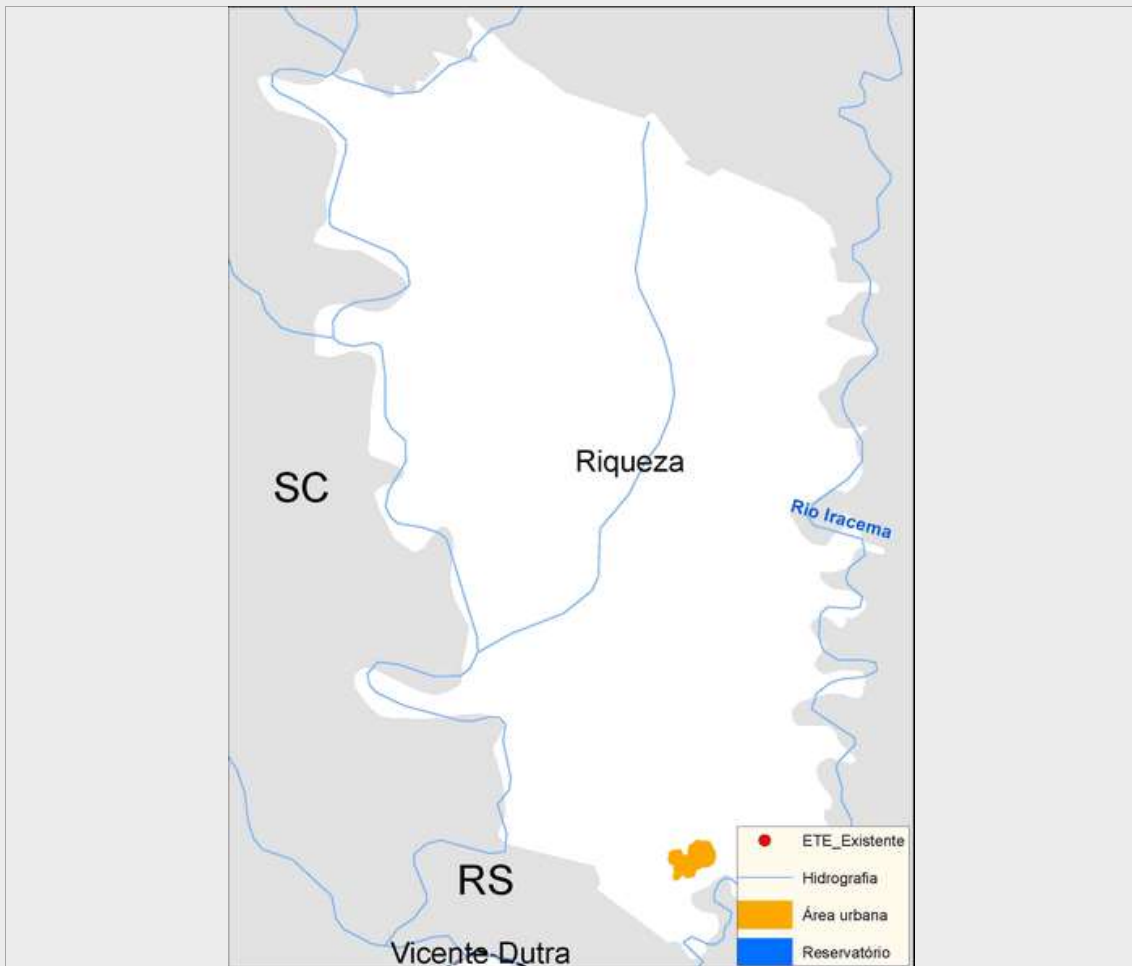 Riqueza
SC
Rio Iracema
RS
Vicente Dutra
ETE_Existente
Hidrografia
Área urbana
Reservatório